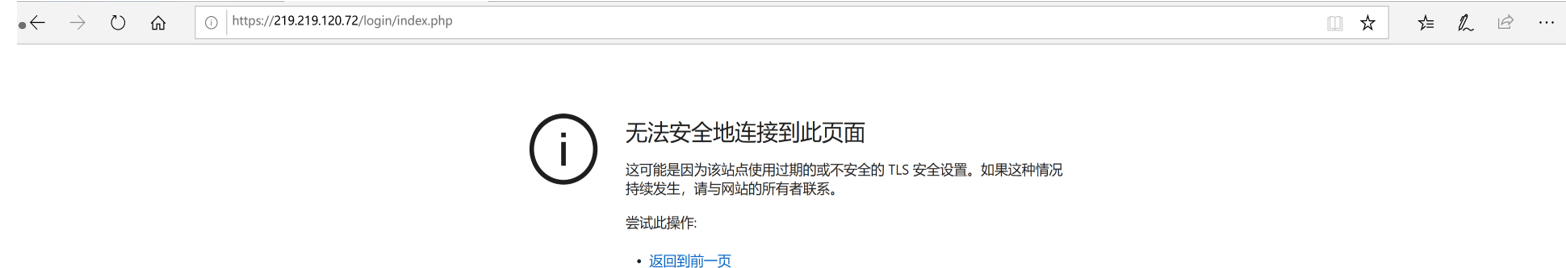 https://219.219.120.72/login/index.php
无法安全地连接到此页面
这可能是因为该站点使用过期的或不安全的 TLS 安全设置。如果这种情况
持续发生，请与网站的所有者联系。
尝试此操作:
• 返回到前一页